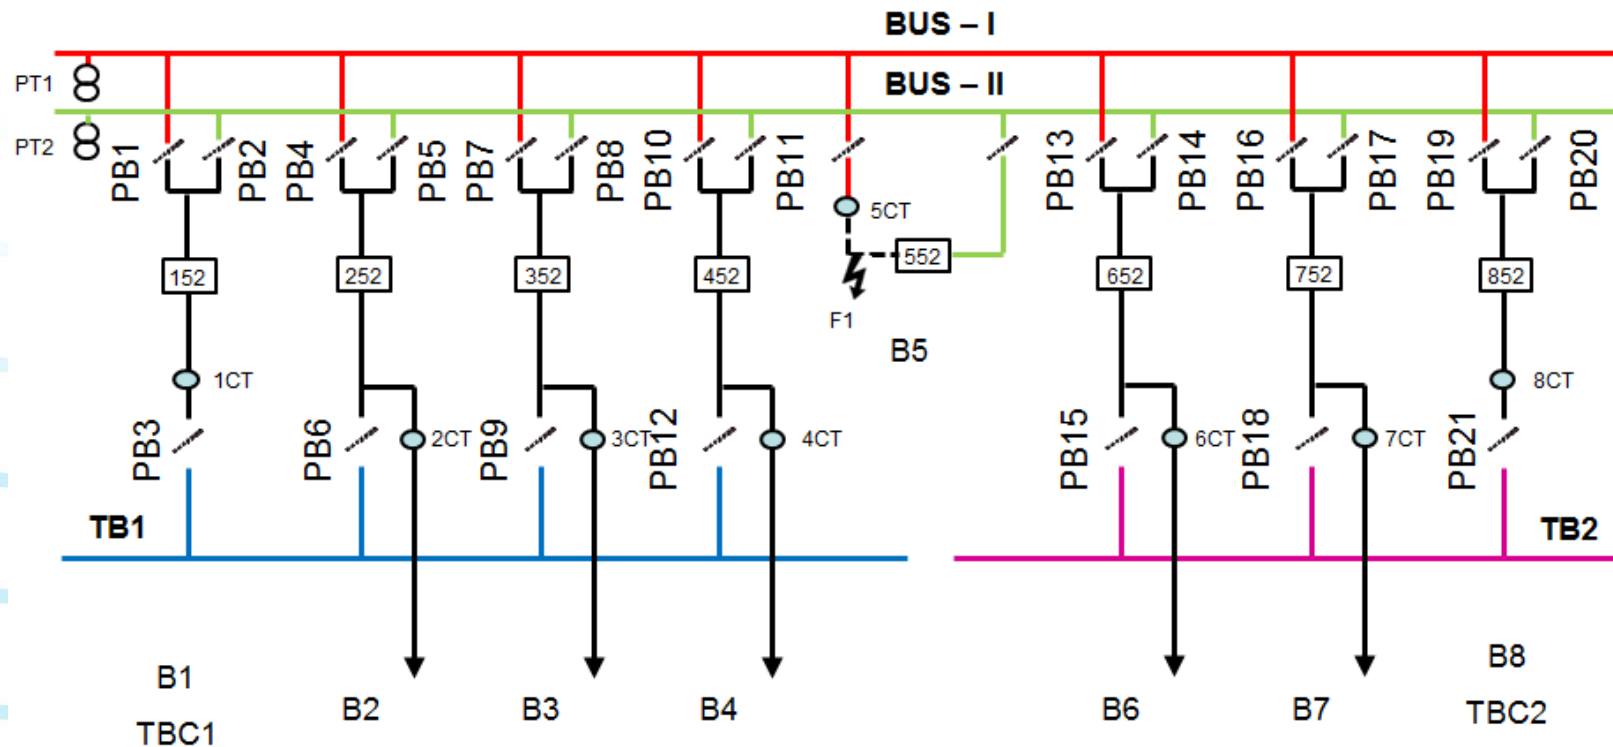 BUS – I
PT1
BUS – II
PT2
PB1
PB2
PB4
PB5
PB7
PB8
PB10
PB11
PB13
PB14
PB16
PB17
PB19
PB20
5CT
152
252
352
452
552
652
752
852
F1
B5
1CT
8CT
PB3
PB6
2CT
PB9
3CT
PB12
4CT
PB15
6CT
PB18
7CT
PB21
TB1
TB2
B1
TBC1
B2
B3
B4
B6
B7
B8
TBC2